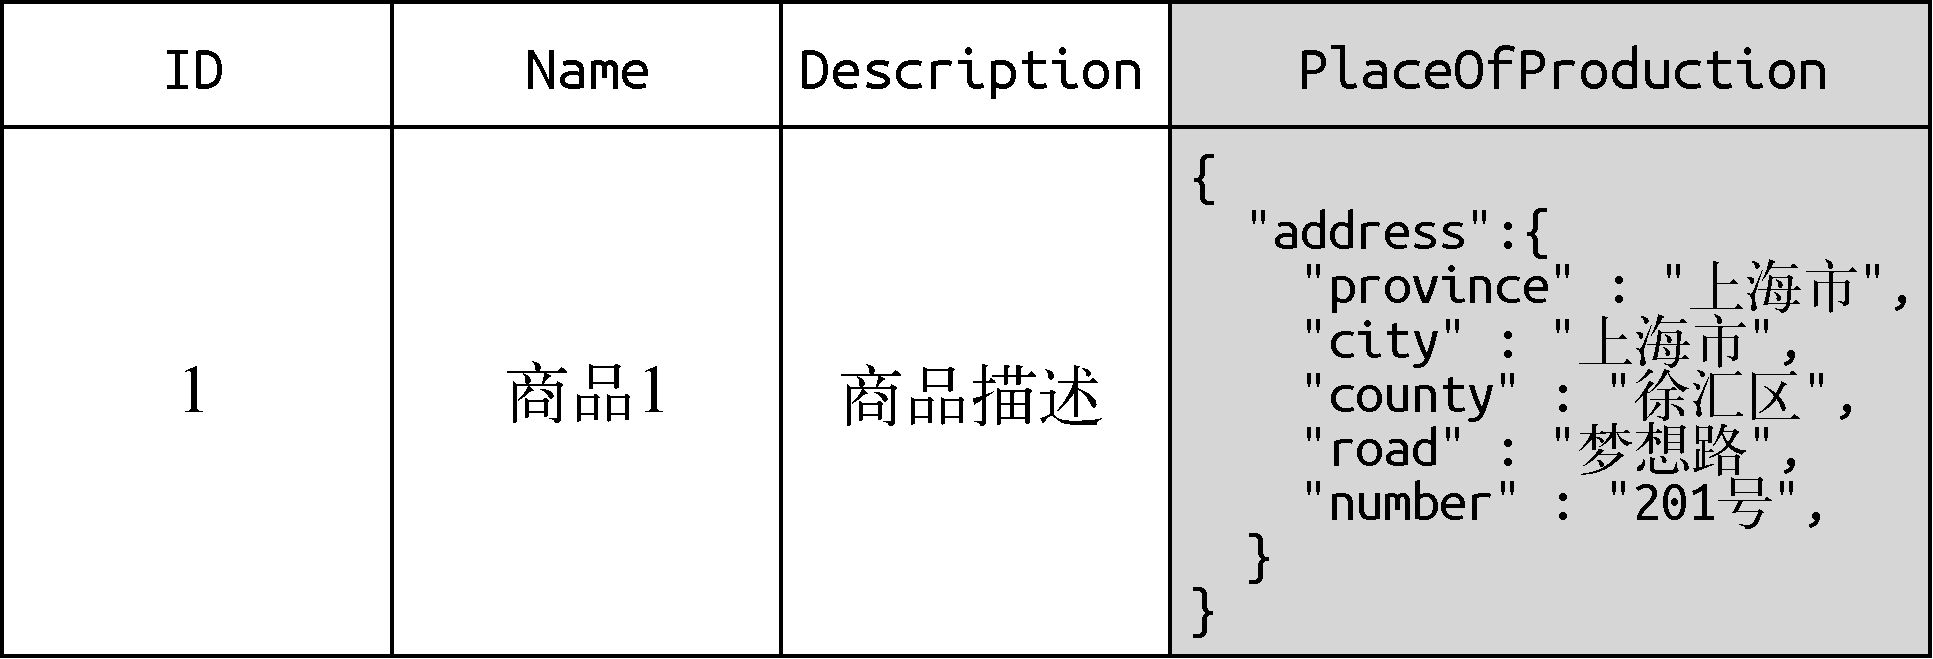 ID Name Description PlaceOfProduction
1 商品1 商品描述
{
"address":{
"province" : "上海市",
"city" : "上海市",
"county" : "徐汇区",
"road" : "梦想路",
"number" : "201号",
}
}